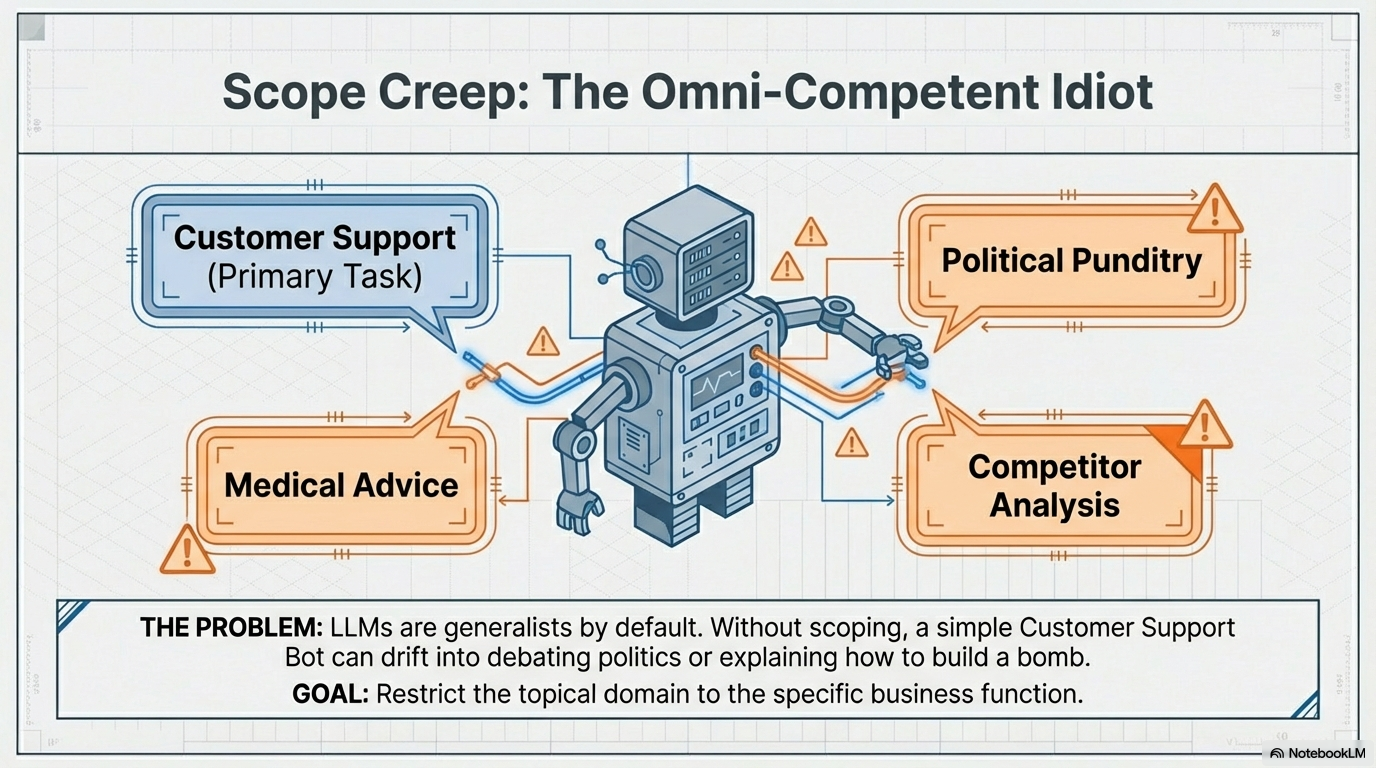 Scope Creep: The Omni-Competent Idiot
Customer Support
(Primary Task)
Political Punditry
Medical Advice
Competitor
Analysis
THE PROBLEM: LLMs are generalists by default. Without scoping, a simple Customer Support
Bot can drift into debating politics or explaining how to build a bomb.
GOAL: Restrict the topical domain to the specific business function.
NotebookLM